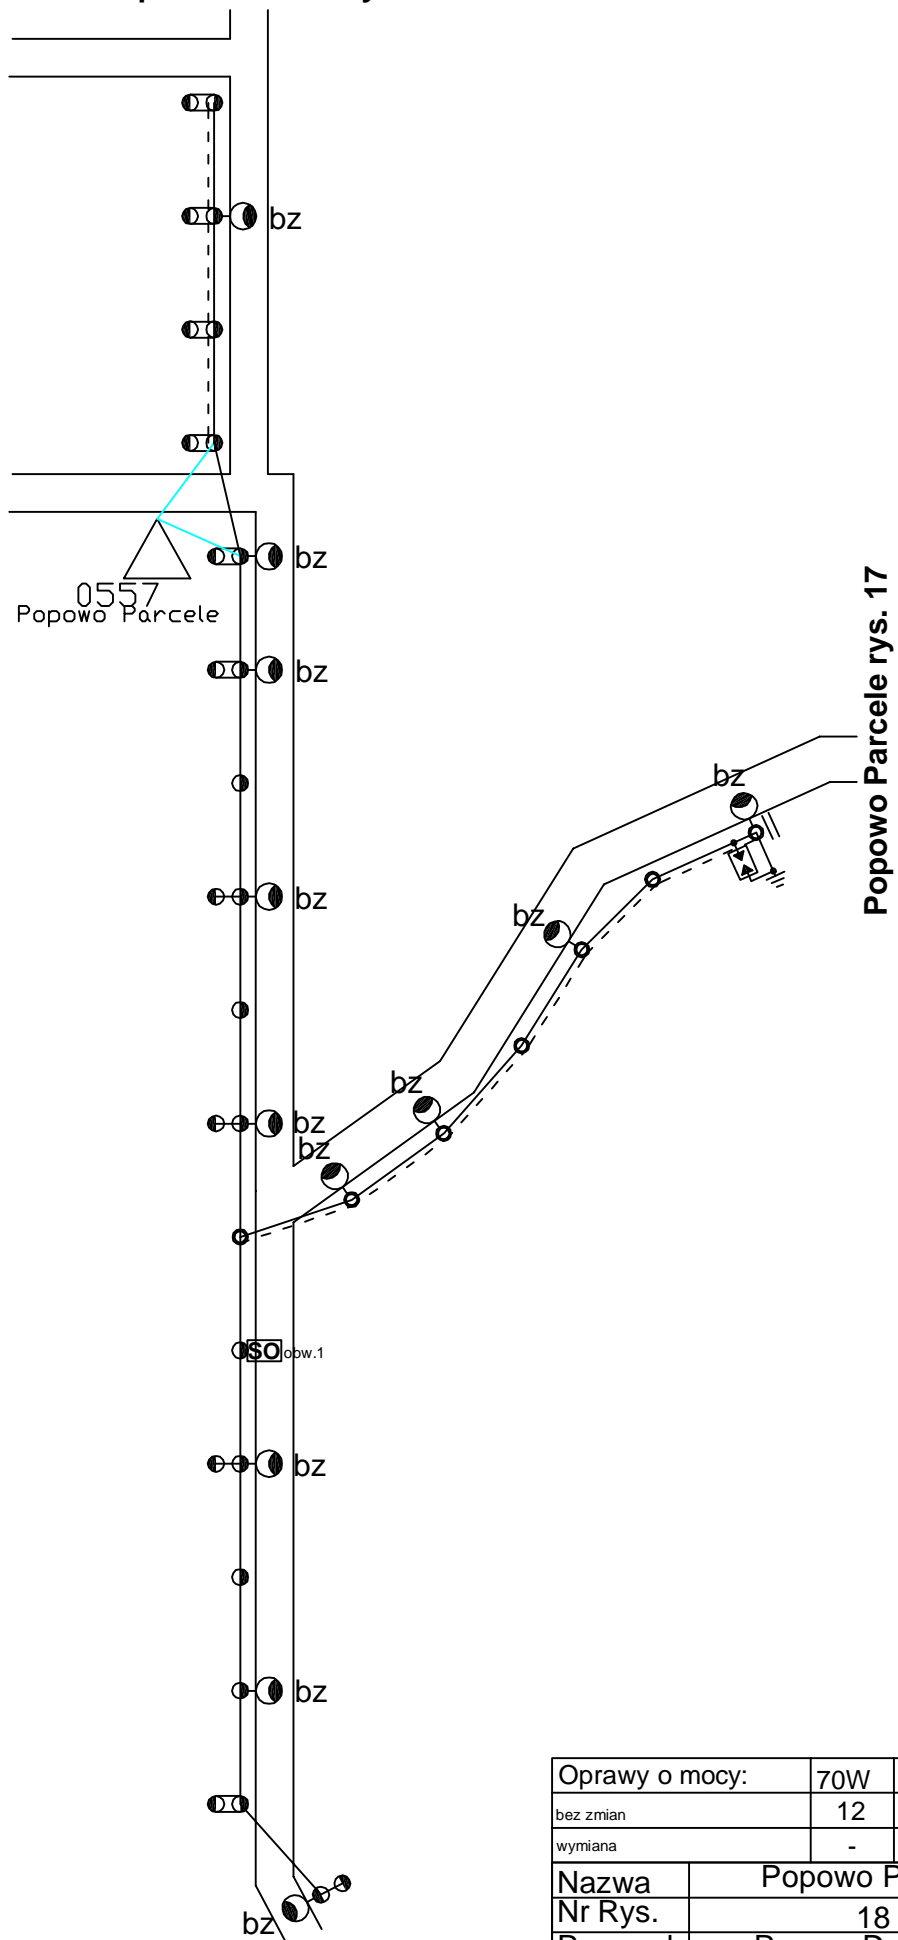 bz
bz
0557
Popowo Parcele
bz
Popowo Parcele rys. 17
bz
bz
bz
bz
bz
bz
bz
SO obw.1
bz
bz
bz
Oprawy o mocy: 70W
bez zmian 12
wymiana -
Nazwa Popowo P
Nr Rys. 18